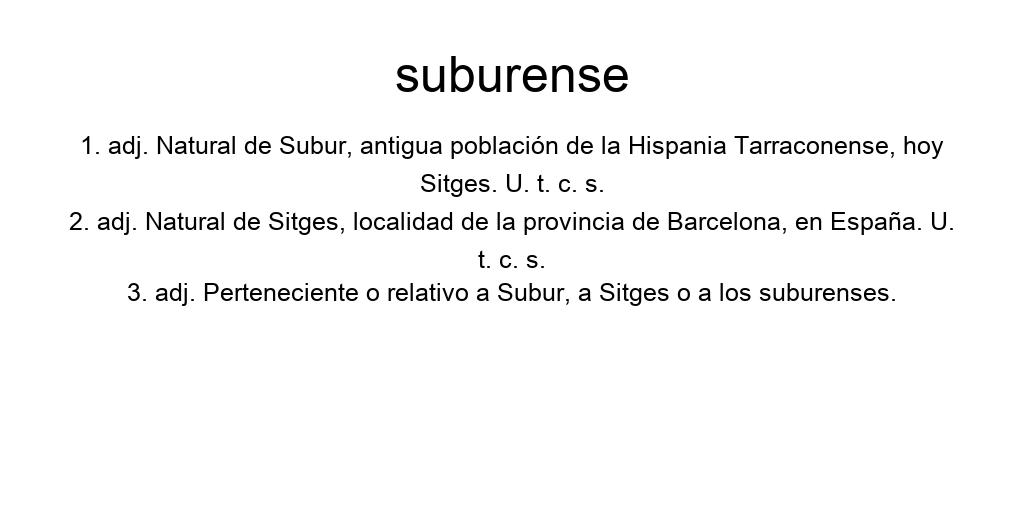 suburense
1. adj. Natural de Subur, antigua población de la Hispania Tarraconense, hoy
Sitges. U. t. c. s.
2. adj. Natural de Sitges, localidad de la provincia de Barcelona, en España. U.
t. c. s.
3. adj. Perteneciente o relativo a Subur, a Sitges o a los suburenses.